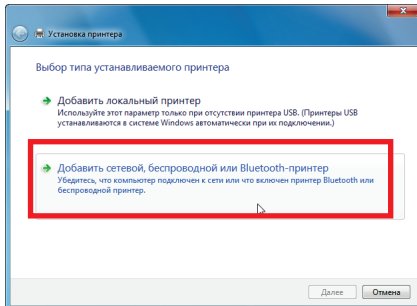 Установка принтера
Выбор типа устанавливаемого принтера
Добавить локальный принтер
Используйте этот параметр только при отсутствии принтера USB. (Принтеры USB
устанавливаются в системе Windows автоматически при их подключении.)
Добавить сетевой, беспроводной или Bluetooth-принтер
Убедитесь, что компьютер подключен к сети или что включен принтер Bluetooth или
беспроводной принтер.
Далее Отмена